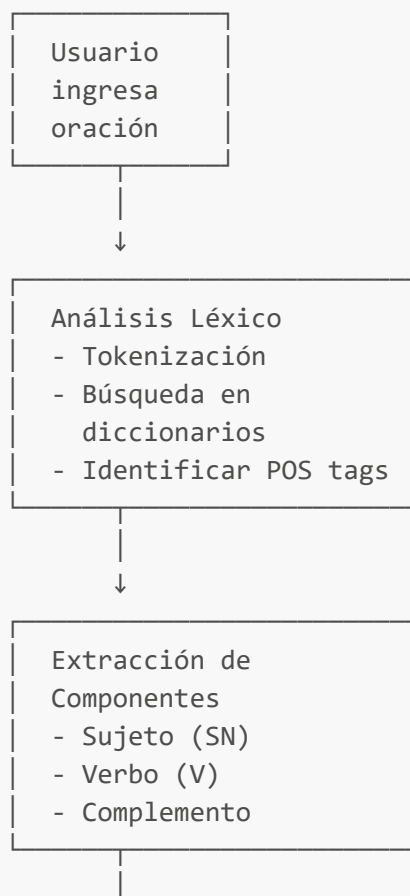 Usuario
ingresa
oración
↓
Análisis Léxico
- Tokenización
- Búsqueda en
diccionarios
- Identificar POS tags
↓
Extracción de
Componentes
- Sujeto (SN)
- Verbo (V)
- Complemento